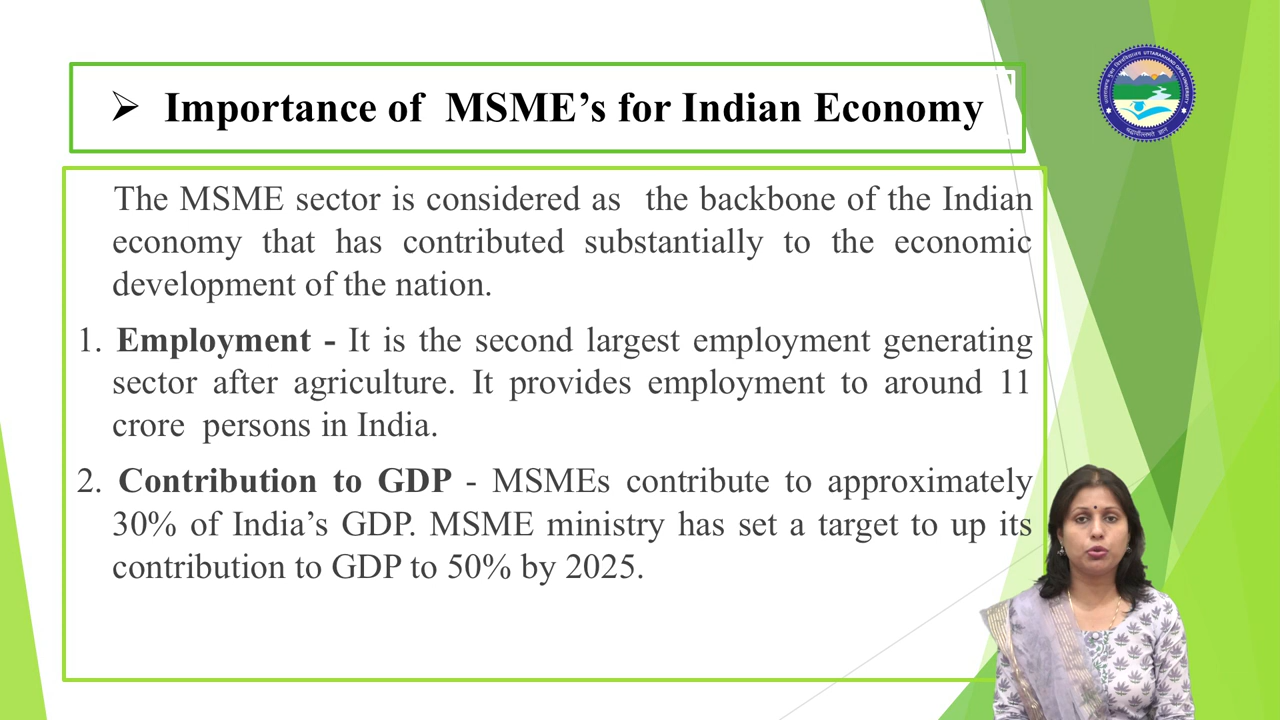 ➢ Importance of MSME’s for Indian Economy
UTTARAKHAND OPEN UNIVERSITY
The MSME sector is considered as the backbone of the Indian
economy that has contributed substantially to the economic
development of the nation.
1. Employment - It is the second largest employment generating
sector after agriculture. It provides employment to around 11
crore persons in India.
2. Contribution to GDP - MSMEs contribute to approximately
30% of India’s GDP. MSME ministry has set a target to up its
contribution to GDP to 50% by 2025.